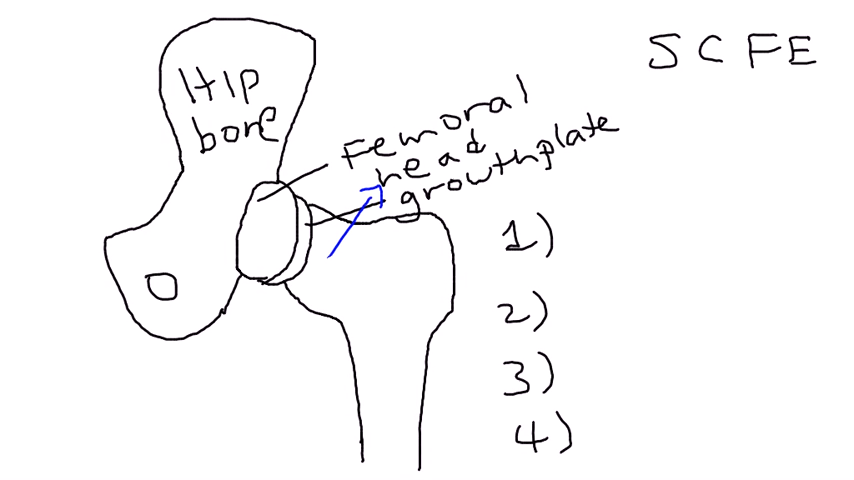 SCFE
Hip
bone
Femoral
head
growthplate
1)
2)
3)
4)